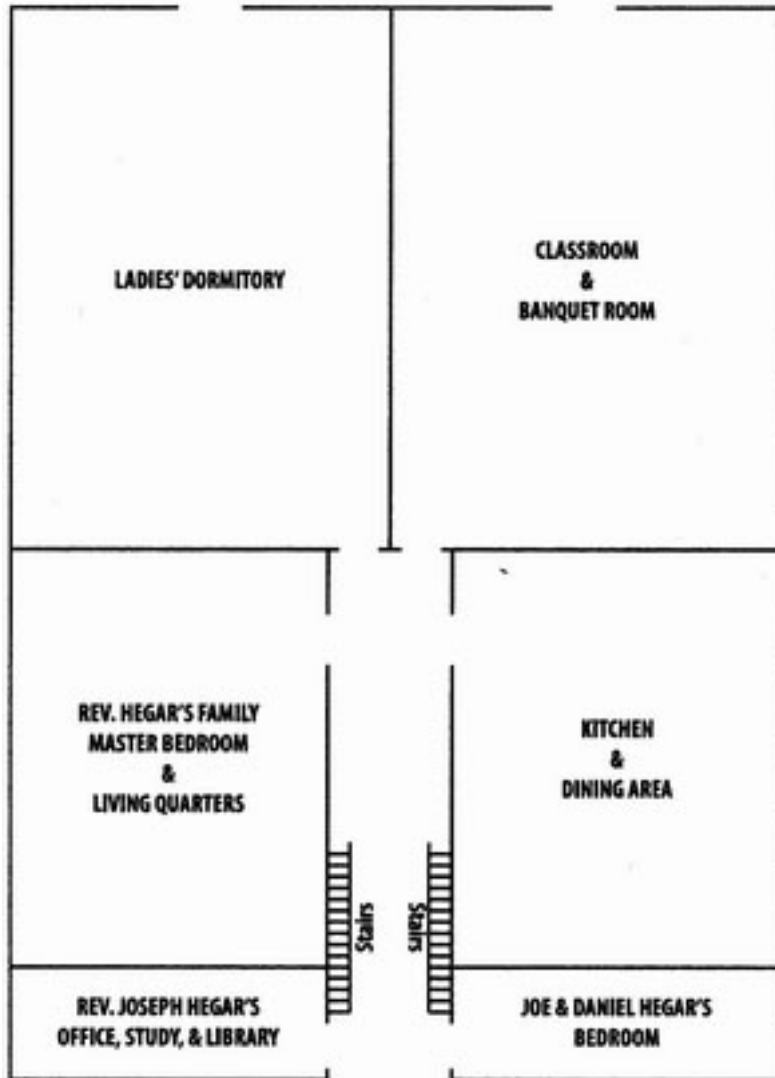 LADIES' DORMITORY
CLASSROOM
&
BANQUET ROOM
REV. HEGAR'S FAMILY
MASTER BEDROOM
&
LIVING QUARTERS
KITCHEN
&
DINING AREA
Stairs
Stairs
REV. JOSEPH HEGAR'S
OFFICE, STUDY, & LIBRARY
JOE & DANIEL HEGAR'S
BEDROOM